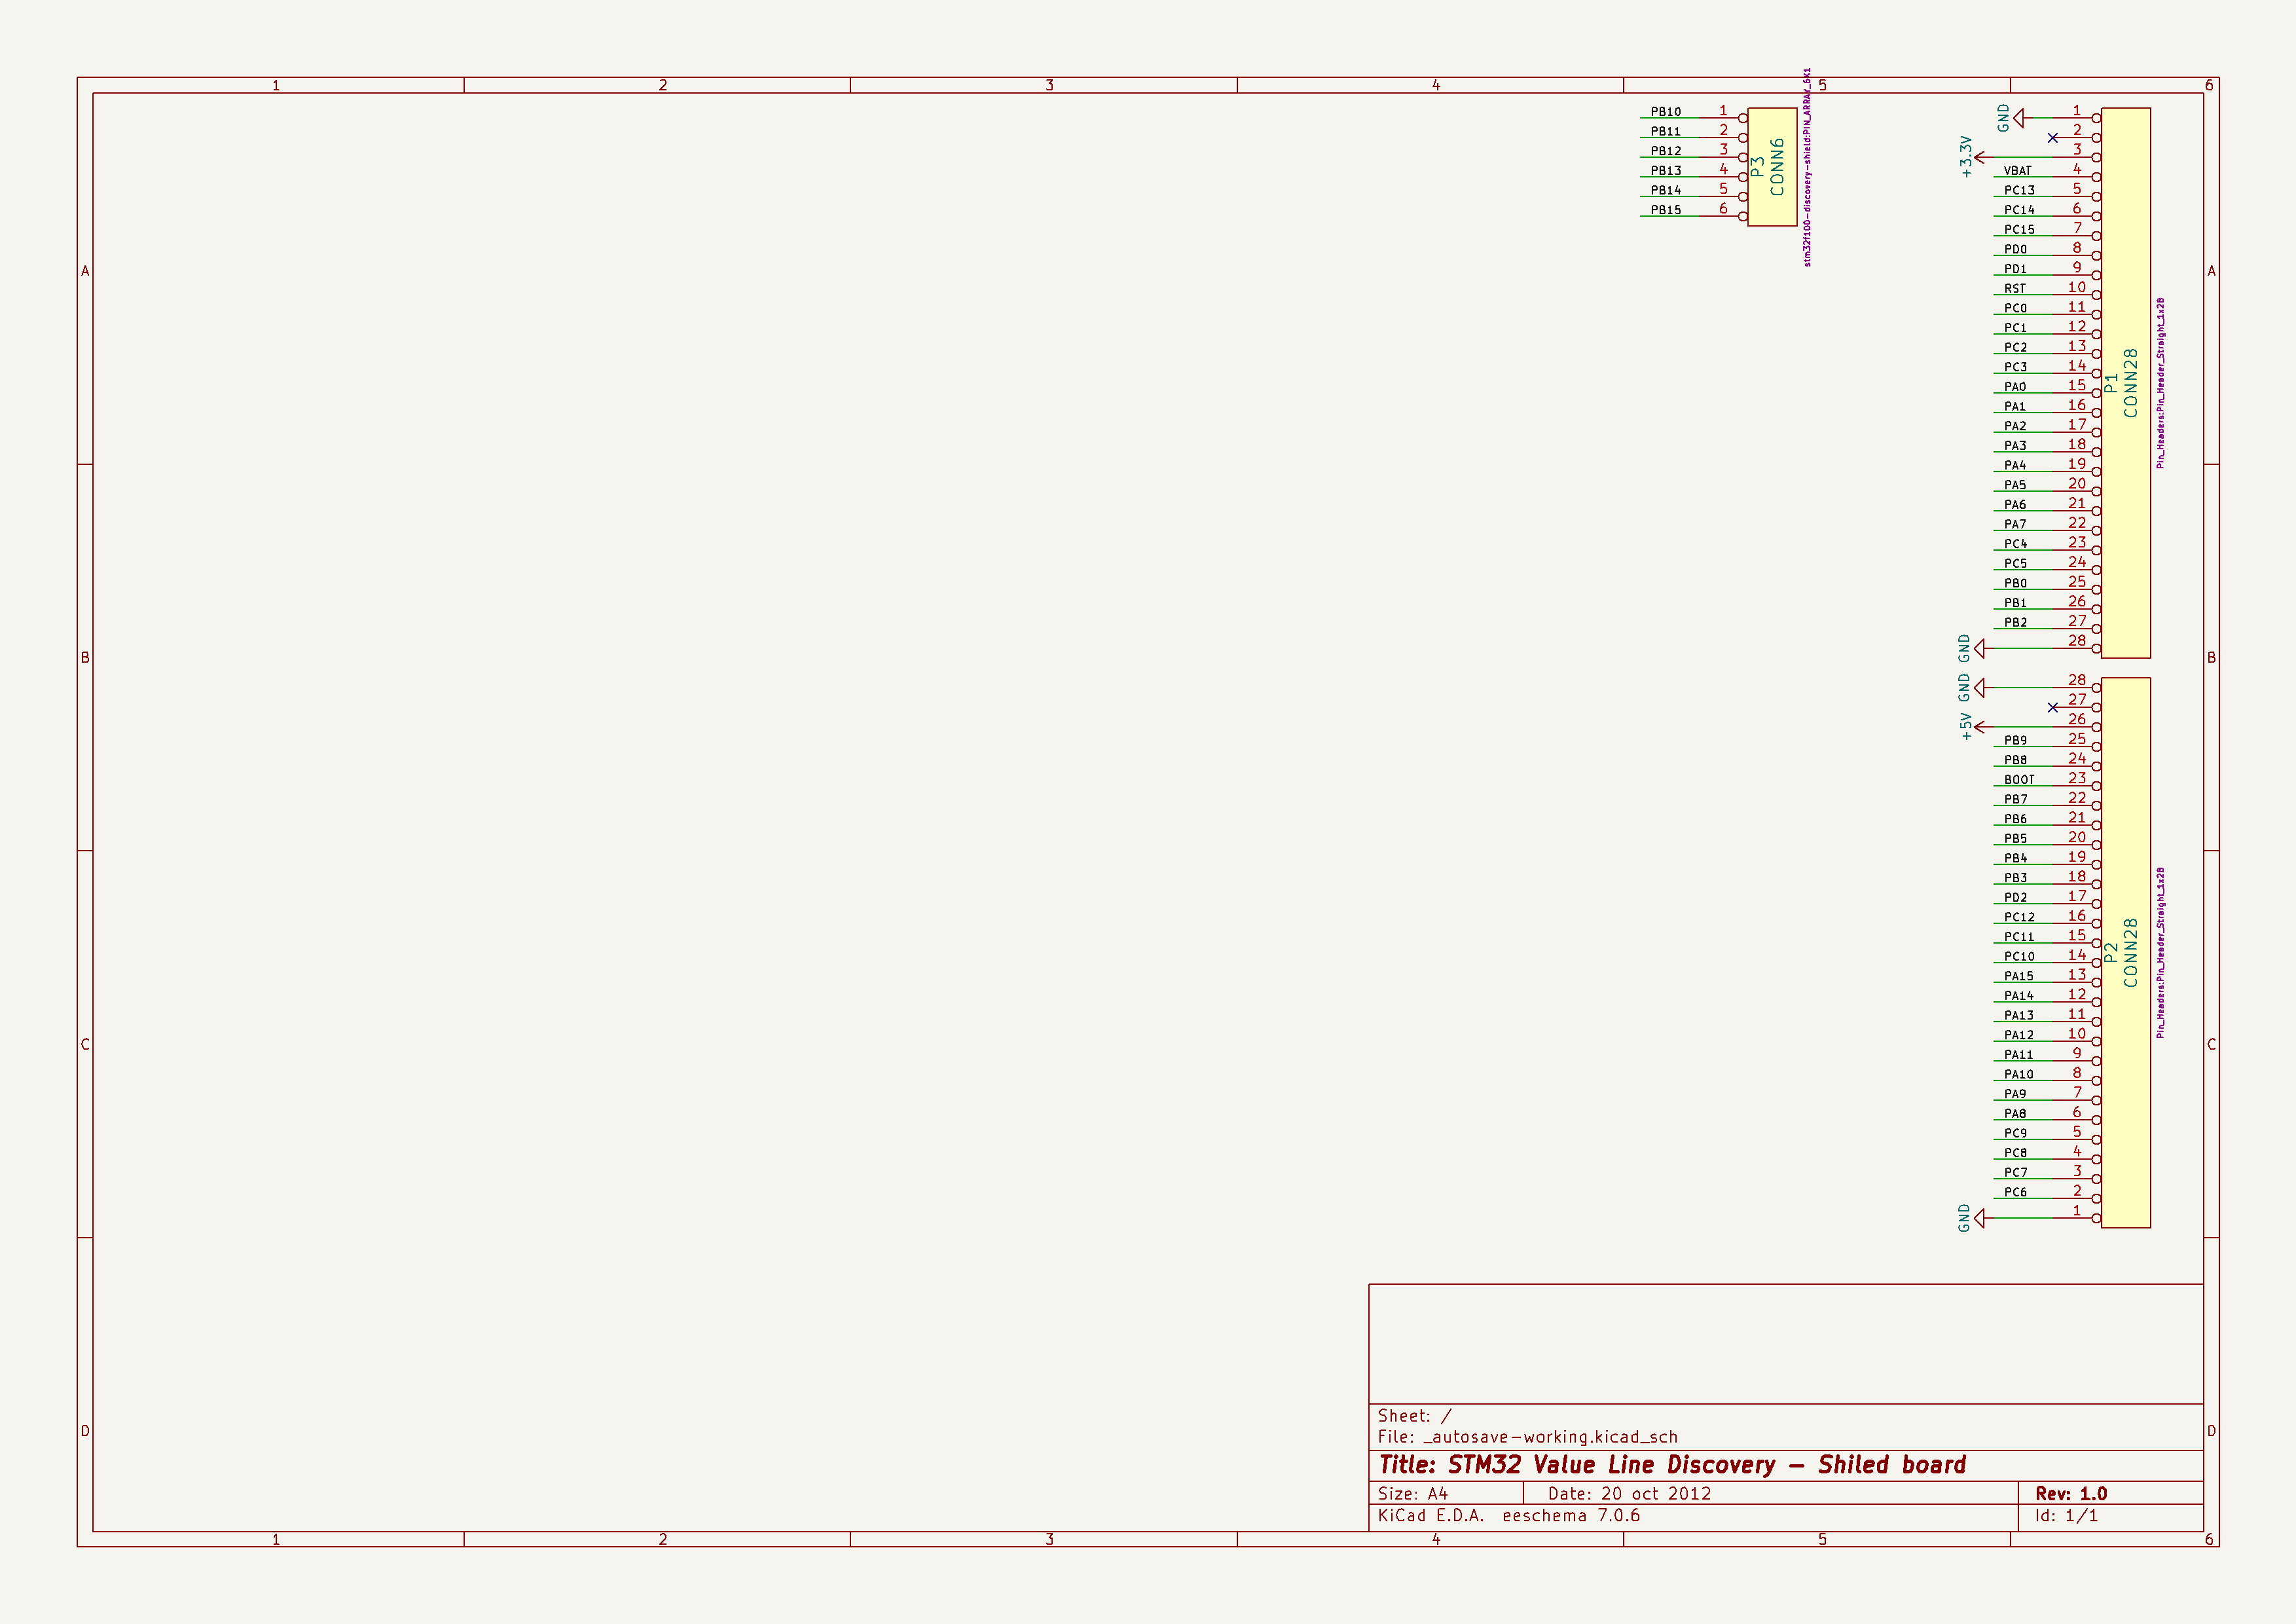 1 2 3 4 5 6
A
B
C
D
PB10 1
PB11 2
PB12 3
PB13 4
PB14 5
PB15 6
P3
CONN6
stm32f100-discovery-shield:PIN_ARRAY_6X1
GND 1
2
+3.3V 3
VBAT 4
PC13 5
PC14 6
PC15 7
PD0 8
PD1 9
RST 10
PC0 11
PC1 12
PC2 13
PC3 14
PA0 15
PA1 16
PA2 17
PA3 18
PA4 19
PA5 20
PA6 21
PA7 22
PC4 23
PC5 24
PB0 25
PB1 26
PB2 27
GND 28
P1
CONN28
Pin_Headers:Pin_Header_Straight_1x28
GND 28
27
+5V 26
PB9 25
PB8 24
BOOT 23
PB7 22
PB6 21
PB5 20
PB4 19
PB3 18
PD2 17
PC12 16
PC11 15
PC10 14
PA15 13
PA14 12
PA13 11
PA12 10
PA11 9
PA10 8
PA9 7
PA8 6
PC9 5
PC8 4
PC7 3
PC6 2
GND 1
P2
CONN28
Pin_Headers:Pin_Header_Straight_1x28
A
B
C
D
Sheet: /
File: _autosave-working.kicad_sch
Title: STM32 Value Line Discovery - Shiled board
Size: A4 Date: 20 oct 2012 Rev: 1.0
KiCad E.D.A. eeschema 7.0.6 Id: 1/1
1 2 3 4 5 6